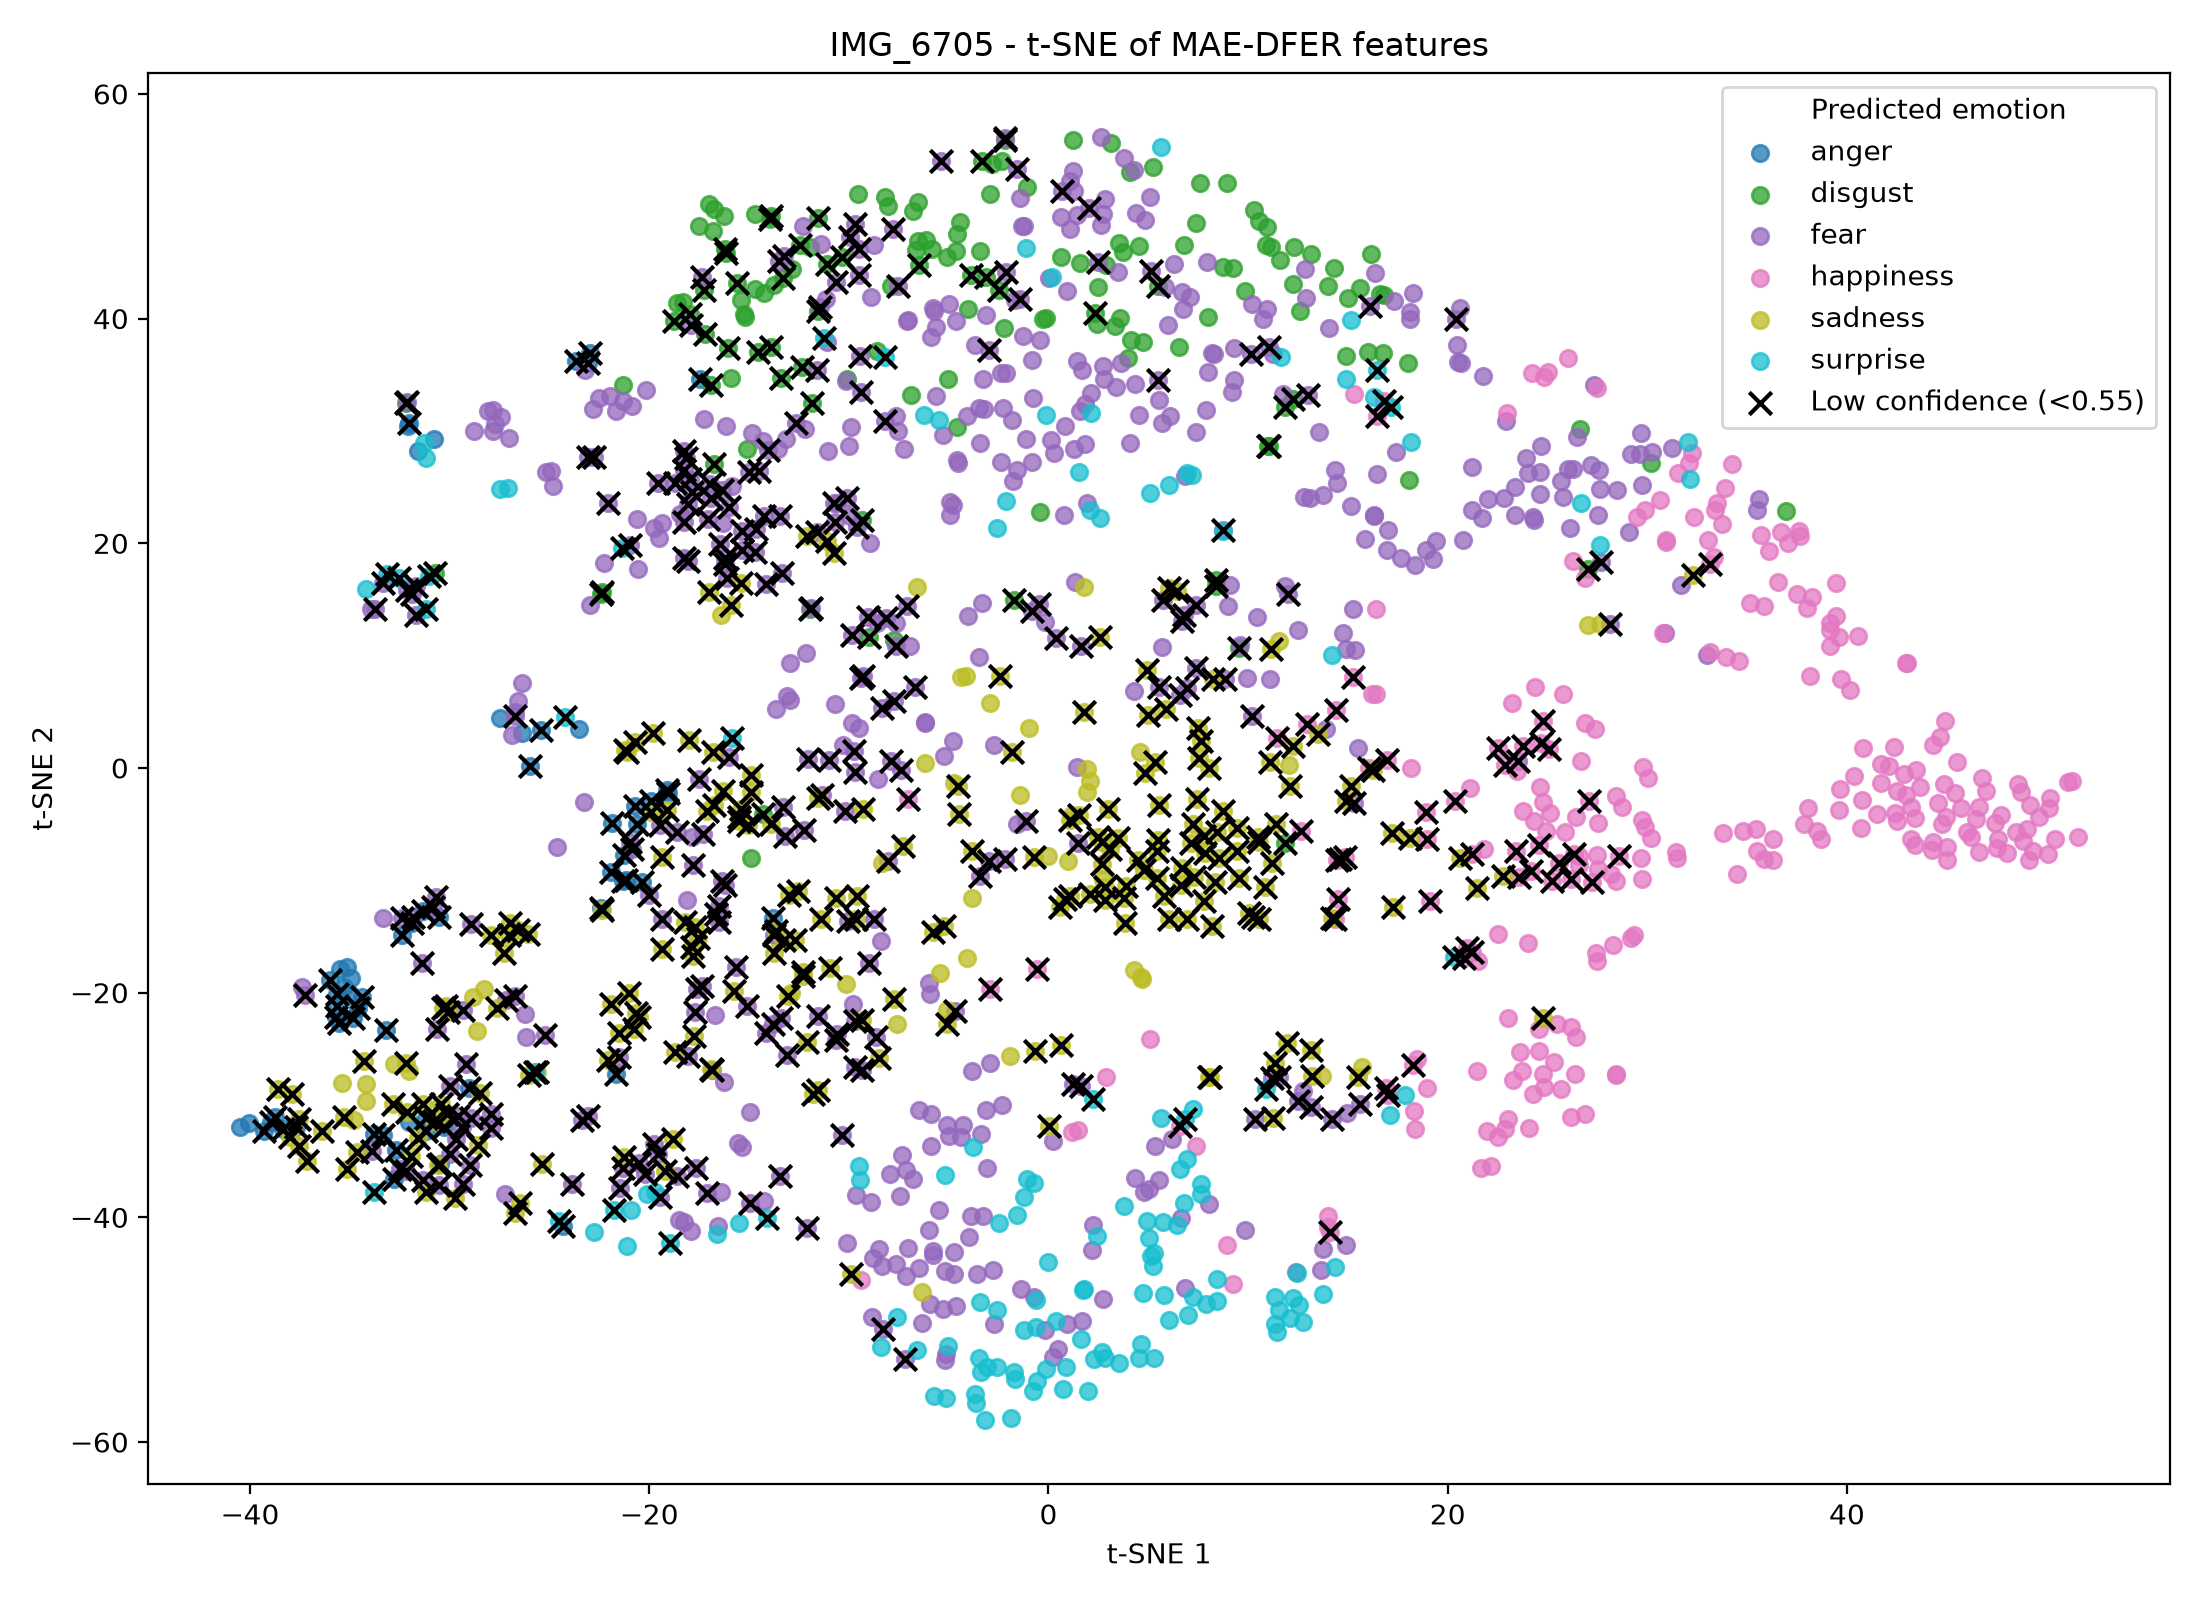 IMG_6705 - t-SNE of MAE-DFER features
Predicted emotion
anger
disgust
fear
happiness
sadness
surprise
Low confidence (<0.55)
60
40
20
0
−20
−40
−60
t-SNE 2
−40
−20
0
20
40
t-SNE 1